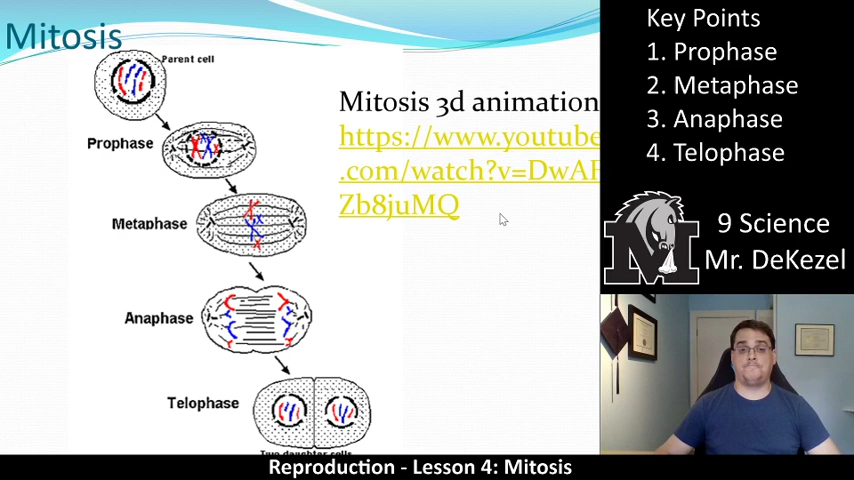 Mitosis
Parent cell
Prophase
Metaphase
Anaphase
Telophase
Two daughter cells
Mitosis 3d animation
https://www.youtube
.com/watch?v=DwAF
Zb8juMQ
Key Points
1. Prophase
2. Metaphase
3. Anaphase
4. Telophase
M
9 Science
Mr. DeKezel
Reproduction - Lesson 4: Mitosis